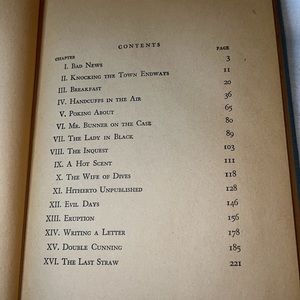 CONTENTS
CHAPTER PAGE
I. BAD NEWS 3
II. KNOCKING THE TOWN ENDWAYS 11
III. BREAKFAST 20
IV. HANDCUFFS IN THE AIR 36
V. POKING ABOUT 65
VI. MR. BUNNER ON THE CASE 80
VII. THE LADY IN BLACK 89
VIII. THE INQUEST 103
IX. A HOT SCENT 111
X. THE WIFE OF DIVES 118
XI. HITHERTO UNPUBLISHED 128
XII. EVIL DAYS 146
XIII. ERUPTION 156
XIV. WRITING A LETTER 178
XV. DOUBLE CUNNING 185
XVI. THE LAST STRAW 221